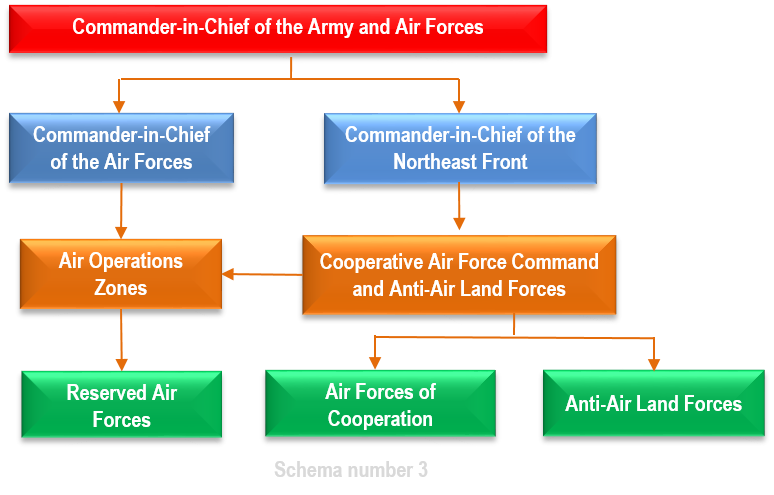 Commander-in-Chief of the Army and Air Forces
Commander-in-Chief
of the Air Forces
Commander-in-Chief of the
Northeast Front
Air Operations
Zones
Cooperative Air Force Command
and Anti-Air Land Forces
Reserved Air
Forces
Air Forces of
Cooperation
Anti-Air Land Forces
Schema number 3